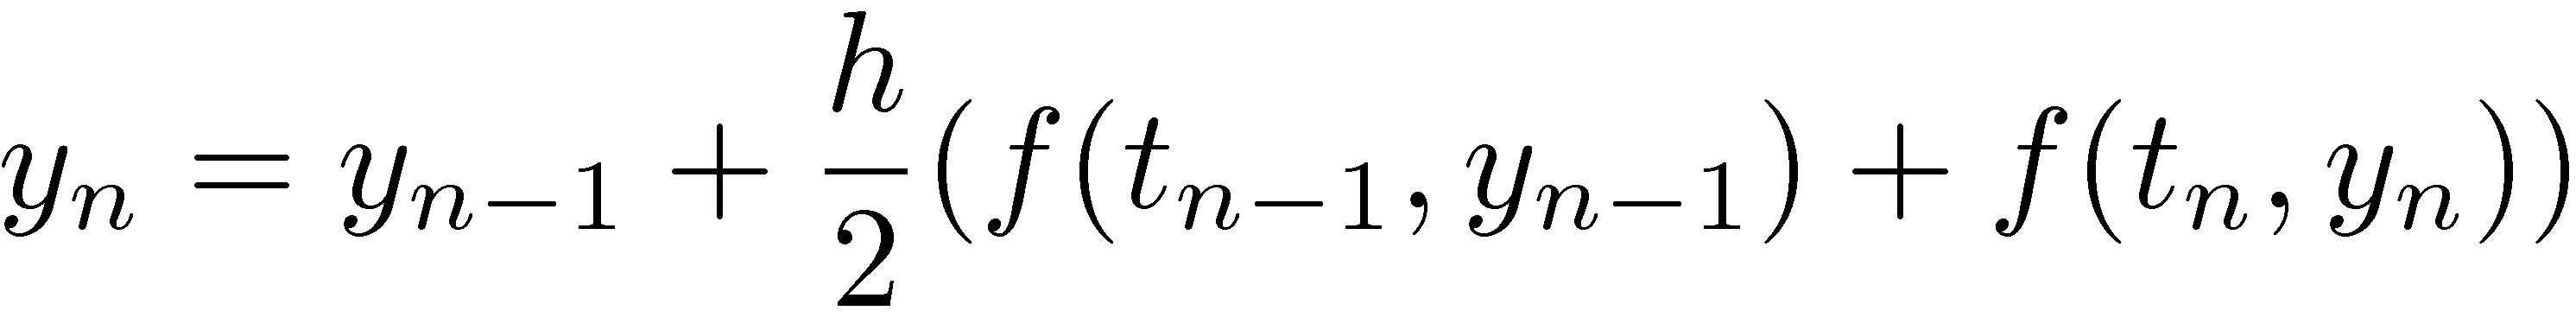 y_n = y_{n-1} + \frac{h}{2}(f(t_{n-1}, y_{n-1}) + f(t_n, y_n))